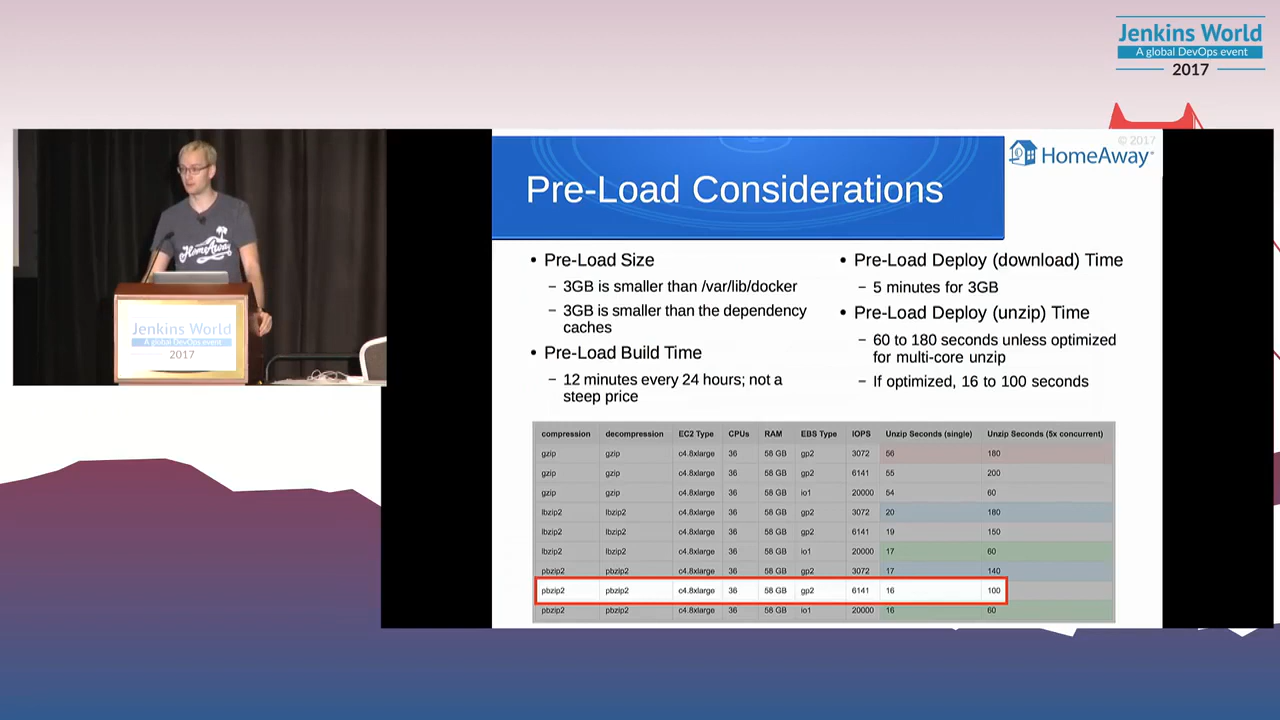 Jenkins World
A global DevOps event
2017
© 2017
HomeAway®
Pre-Load Considerations
• Pre-Load Size
– 3GB is smaller than /var/lib/docker
– 3GB is smaller than the dependency
caches
• Pre-Load Build Time
– 12 minutes every 24 hours; not a
steep price
• Pre-Load Deploy (download) Time
– 5 minutes for 3GB
• Pre-Load Deploy (unzip) Time
– 60 to 180 seconds unless optimized
for multi-core unzip
– If optimized, 16 to 100 seconds
compression decompression EC2 Type CPUs RAM EBS Type IOPS Unzip Seconds (single) Unzip Seconds (5x concurrent)
gzip gzip c4.8xlarge 36 58 GB gp2 3072 56 180
gzip gzip c4.8xlarge 36 58 GB gp2 6141 55 200
gzip gzip c4.8xlarge 36 58 GB io1 20000 54 60
lbzip2 lbzip2 c4.8xlarge 36 58 GB gp2 3072 20 180
lbzip2 lbzip2 c4.8xlarge 36 58 GB gp2 6141 19 150
lbzip2 lbzip2 c4.8xlarge 36 58 GB io1 20000 17 60
pbzip2 pbzip2 c4.8xlarge 36 58 GB gp2 3072 17 140
pbzip2 pbzip2 c4.8xlarge 36 58 GB gp2 6141 16 100
pbzip2 pbzip2 c4.8xlarge 36 58 GB io1 20000 16 60
HomeAway
Jenkins World
A global DevOps event
2017